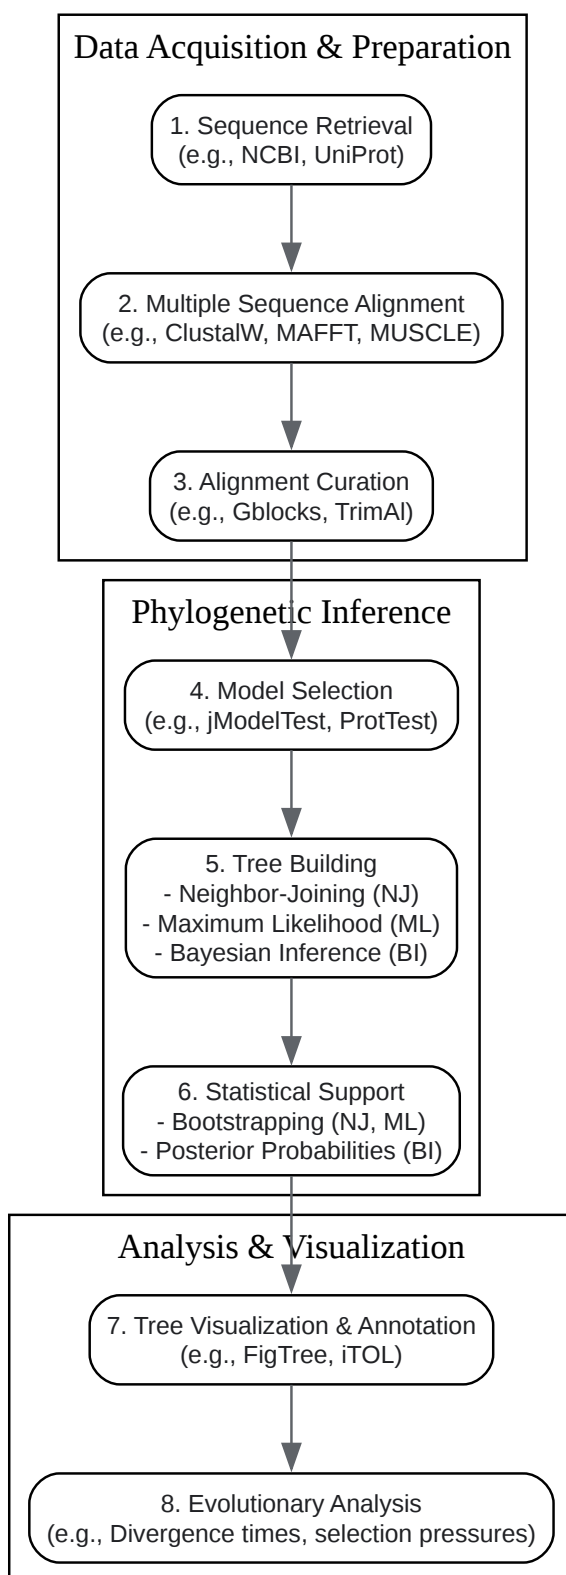 Data Acquisition & Preparation
1. Sequence Retrieval
(e.g., NCBI, UniProt)
2. Multiple Sequence Alignment
(e.g., ClustalW, MAFFT, MUSCLE)
3. Alignment Curation
(e.g., Gblocks, TrimAl)
Phylogenetic Inference
4. Model Selection
(e.g., jModelTest, ProtTest)
5. Tree Building
- Neighbor-Joining (NJ)
- Maximum Likelihood (ML)
- Bayesian Inference (BI)
6. Statistical Support
- Bootstrapping (NJ, ML)
- Posterior Probabilities (BI)
Analysis & Visualization
7. Tree Visualization & Annotation
(e.g., FigTree, iTOL)
8. Evolutionary Analysis
(e.g., Divergence times, selection pressures)